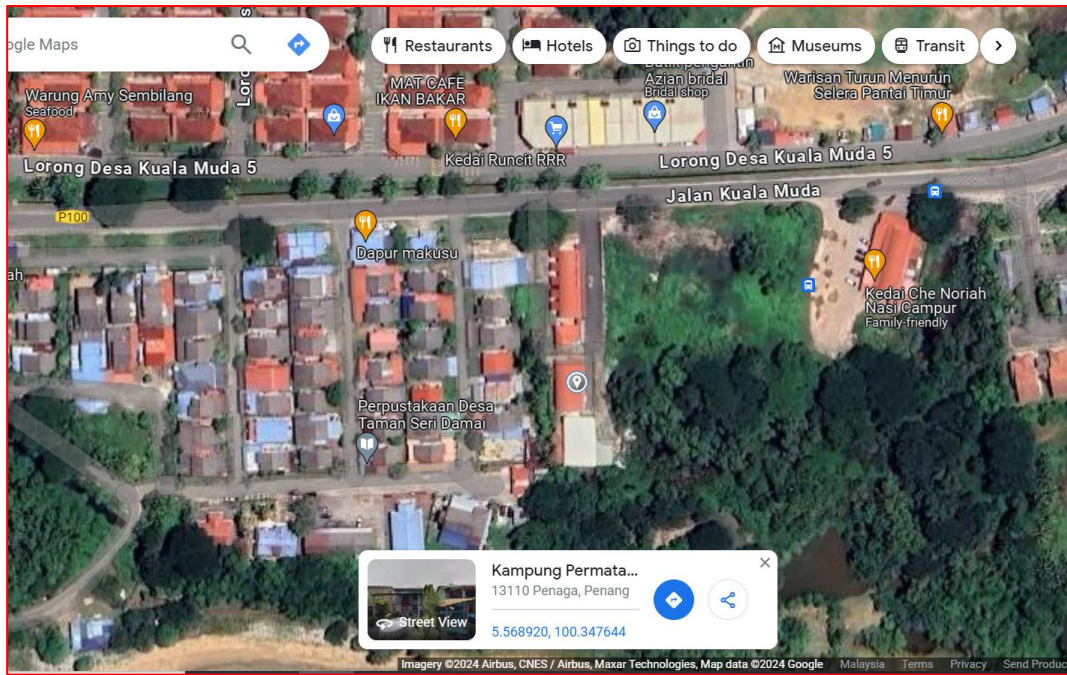 ogle Maps
Restaurants
Hotels
Things to do
Museums
Transit
Azian bridal
Bridal shop
MAT CAFE
IKAN BAKAR
Warisan Turun Menurun
Selera Pantai Timur
Warung Amy Sembilang
Seafood
Kedai Runcit RRR
Lorong Desa Kuala Muda 5
Lorong Desa Kuala Muda 5
Jalan Kuala Muda
P100
Dapur makusu
ah
Kedai Che Noriah
Nasi Campur
Family-friendly
Perpustakaan Desa
Taman Seri Damai
Kampung Permata...
13110 Penaga, Penang
Street View
5.568920, 100.347644
Imagery ©2024 Airbus, CNES / Airbus, Maxar Technologies, Map data ©2024 Google Malaysia Terms Privacy Send Produc